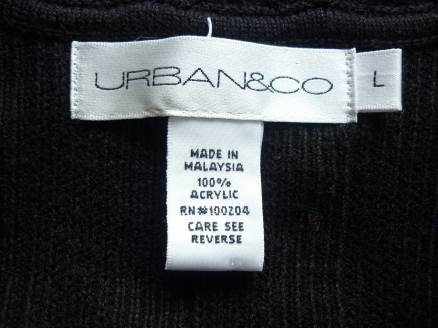 URBAN&CO
L
MADE IN
MALAYSIA
100%
ACRYLIC
RN#100204
CARE SEE
REVERSE